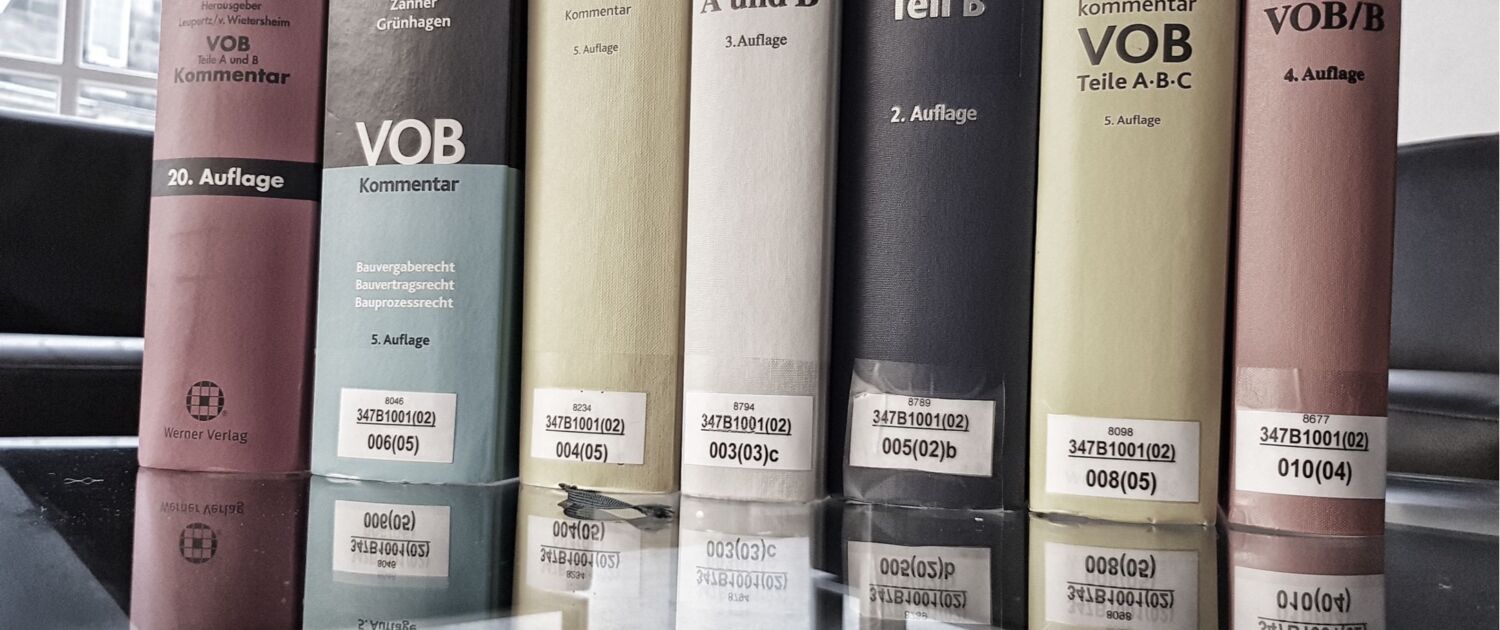 Herausgeber
Leupertz/v. Wietersheim
VOB
Teile A und B
Kommentar
20. Auflage
Werner Verlag
Zanner
Grünhagen
VOB
Kommentar
Bauvergaberecht
Bauvertragsrecht
Bauprozessrecht
5. Auflage
8046
347B1001(02)
006(05)
Kommentar
5. Auflage
8234
347B1001(02)
004(05)
A und B
3. Auflage
8794
347B1001(02)
003(03)c
Teil B
2. Auflage
8789
347B1001(02)
005(02)b
kommentar
VOB
Teile A·B·C
5. Auflage
8098
347B1001(02)
008(05)
VOB/B
4. Auflage
8677
347B1001(02)
010(04)